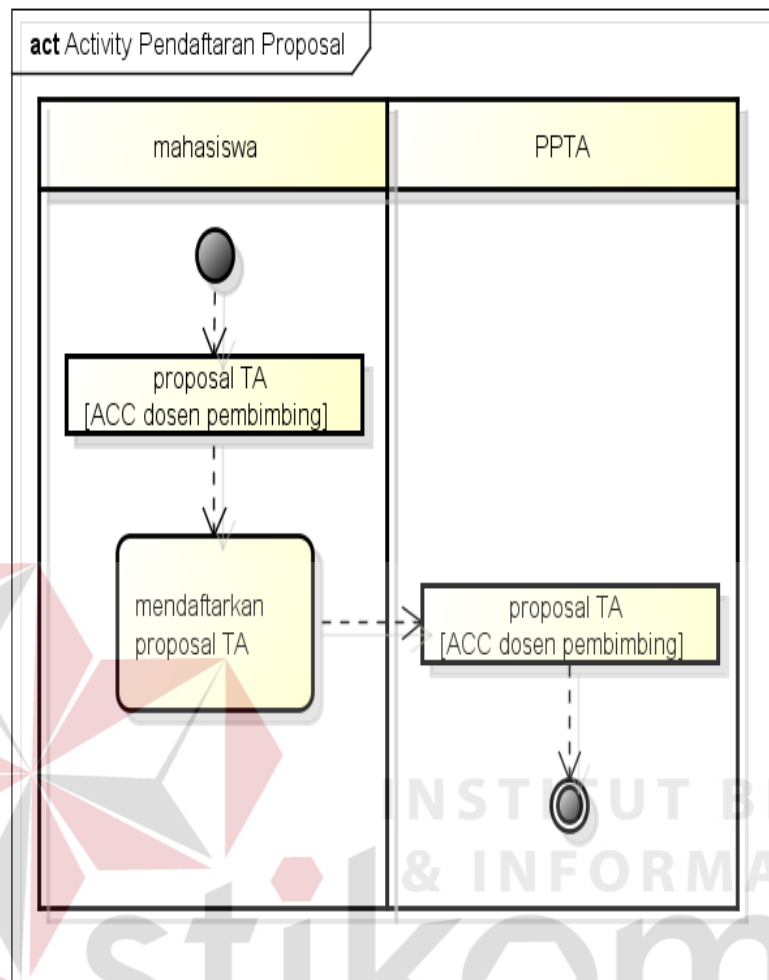 act Activity Pendaftaran Proposal
mahasiswa
PPTA
proposal TA
[ACC dosen pembimbing]
mendaftarkan
proposal TA
proposal TA
[ACC dosen pembimbing]
INSTITUT B
& INFORMA
stikom